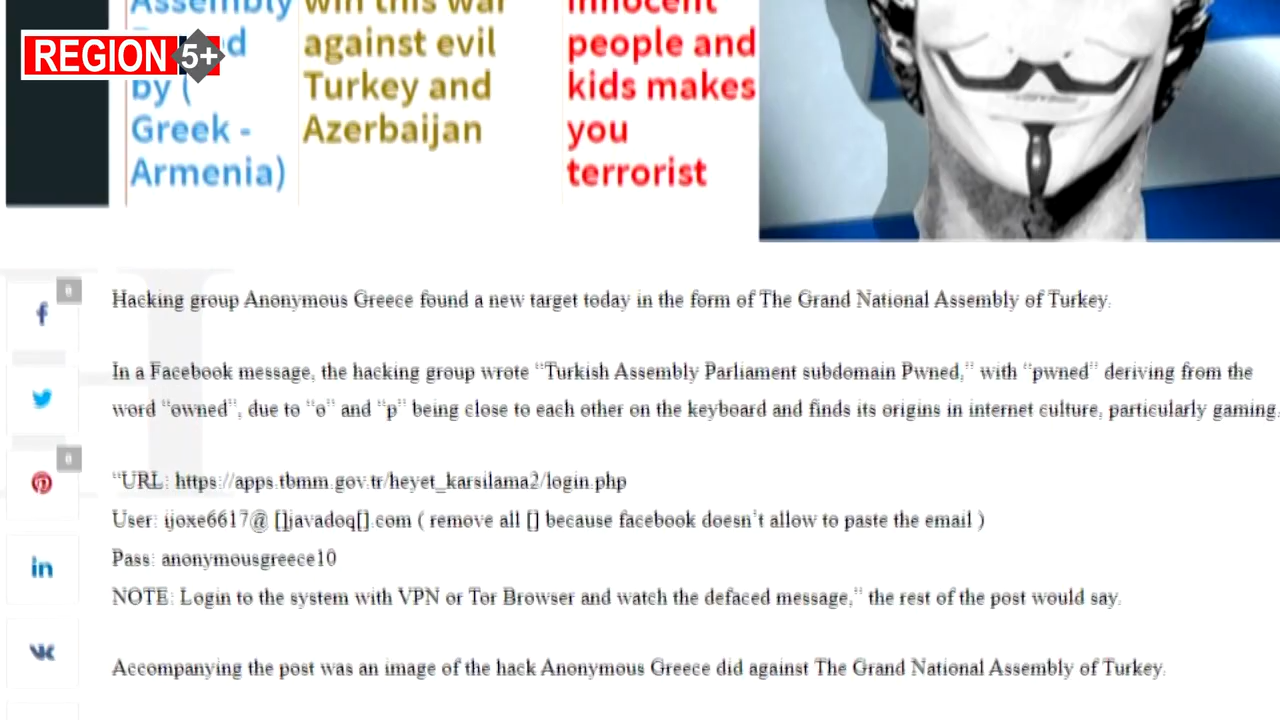 Assembly
by (
Greek -
Armenia)
win this war
against evil
Turkey and
Azerbaijan
innocent
people and
kids makes
you
terrorist
REGION 5+
0
0
Hacking group Anonymous Greece found a new target today in the form of The Grand National Assembly of Turkey.
In a Facebook message, the hacking group wrote “Turkish Assembly Parliament subdomain Pwned,” with “pwned” deriving from the
word “owned”, due to “o” and “p” being close to each other on the keyboard and finds its origins in internet culture, particularly gaming.
“URL: https://apps.tbmm.gov.tr/heyet_karsilama2/login.php
User: ijoxe6617@ []javadoq[].com ( remove all [] because facebook doesn’t allow to paste the email )
Pass: anonymousgreece10
NOTE: Login to the system with VPN or Tor Browser and watch the defaced message,” the rest of the post would say.
Accompanying the post was an image of the hack Anonymous Greece did against The Grand National Assembly of Turkey.